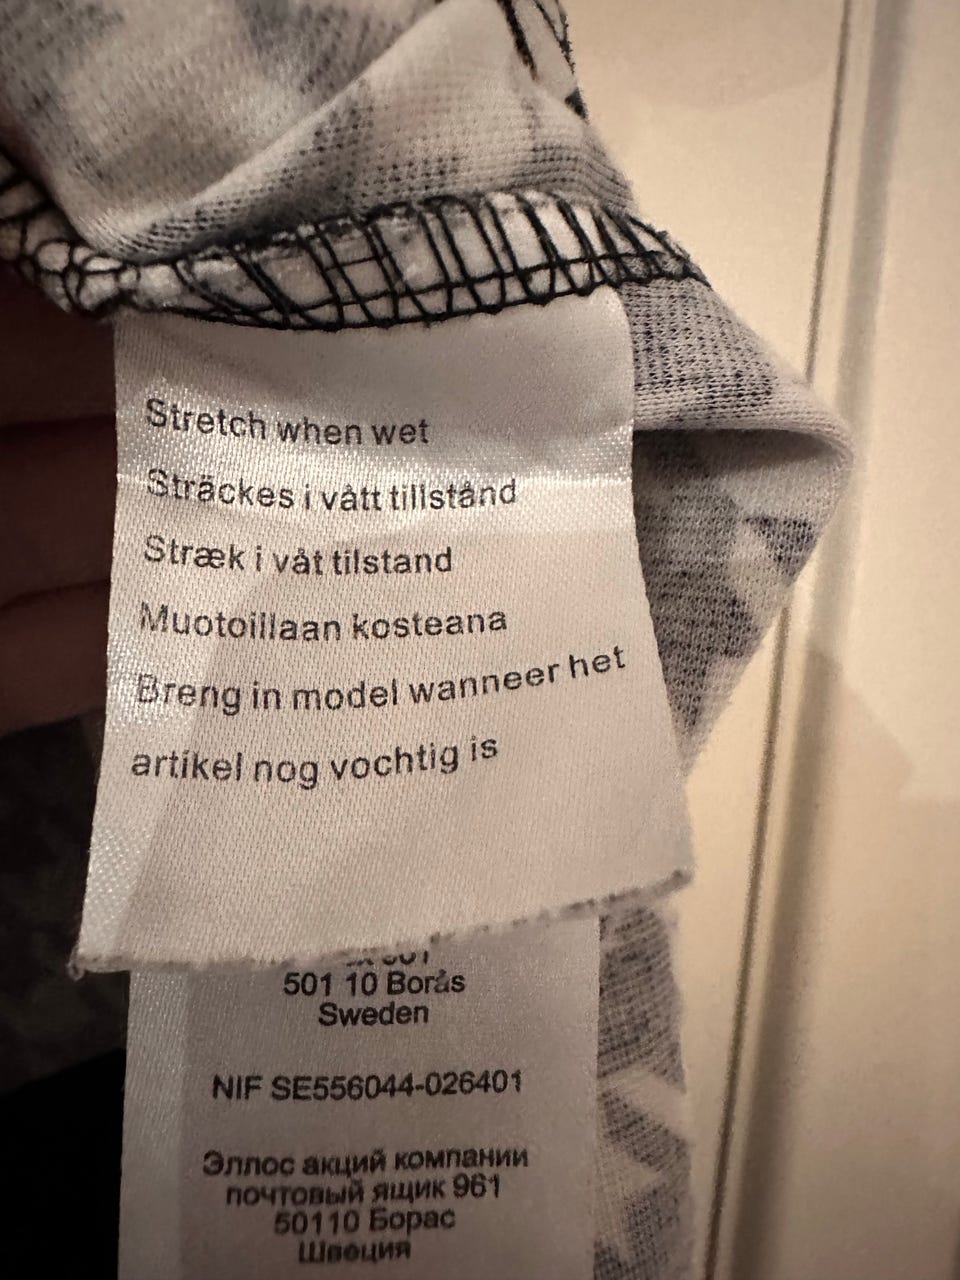 Stretch when wet
Sträckes i vått tillstånd
Stræk i våt tilstand
Muotoillaan kosteana
Breng in model wanneer het
artikel nog vochtig is
501 10 Borås
Sweden
NIF SE556044-026401
Эллос акций компании
почтовый ящик 961
50110 Борас
Швеция